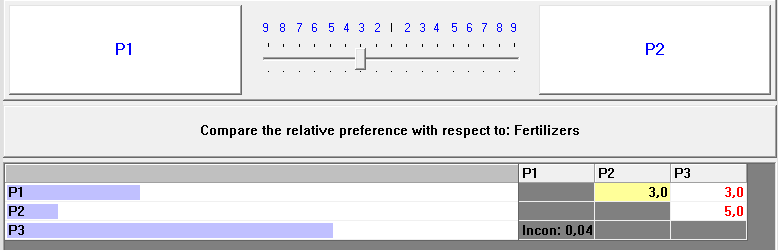 P1
9 8 7 6 5 4 3 2 1 2 3 4 5 6 7 8 9
P2
Compare the relative preference with respect to: Fertilizers
P1 P2 P3
P1 3,0 3,0
P2 5,0
P3 Incon: 0,04